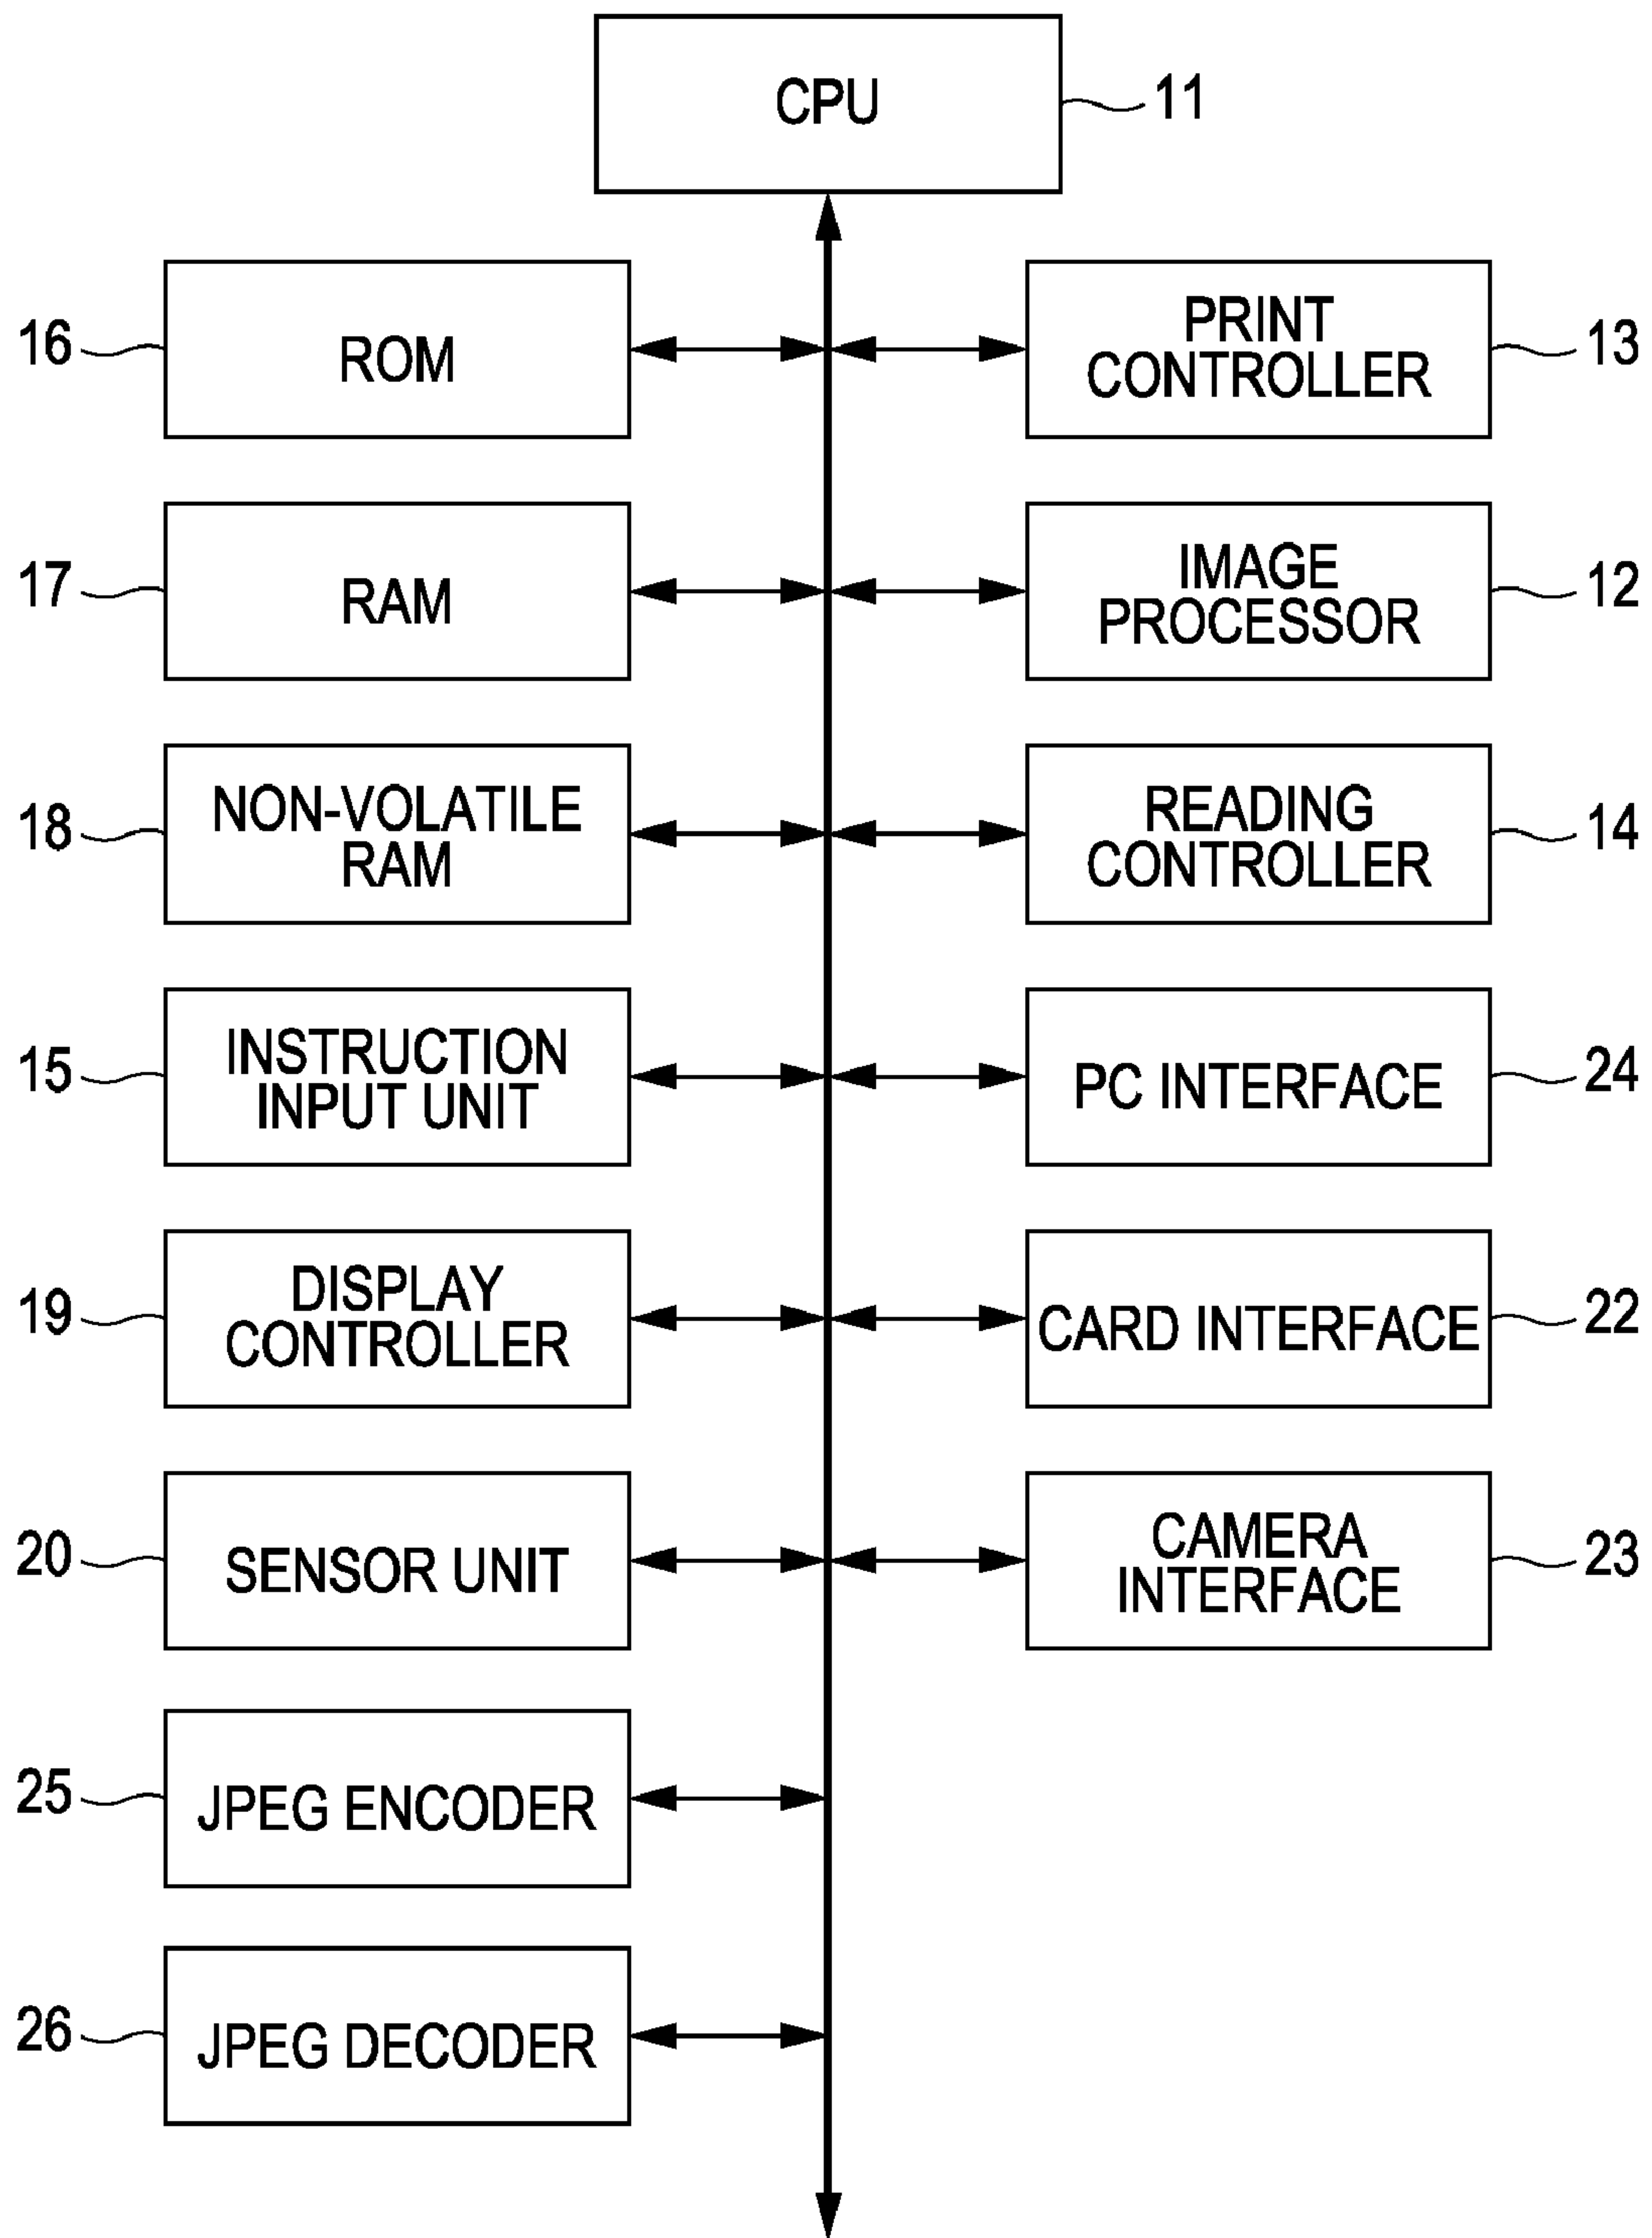 CPU
11
16
ROM
PRINT
CONTROLLER
13
17
RAM
IMAGE
PROCESSOR
12
18
NON-VOLATILE
RAM
READING
CONTROLLER
14
15
INSTRUCTION
INPUT UNIT
PC INTERFACE
24
19
DISPLAY
CONTROLLER
CARD INTERFACE
22
20
SENSOR UNIT
CAMERA
INTERFACE
23
25
JPEG ENCODER
26
JPEG DECODER